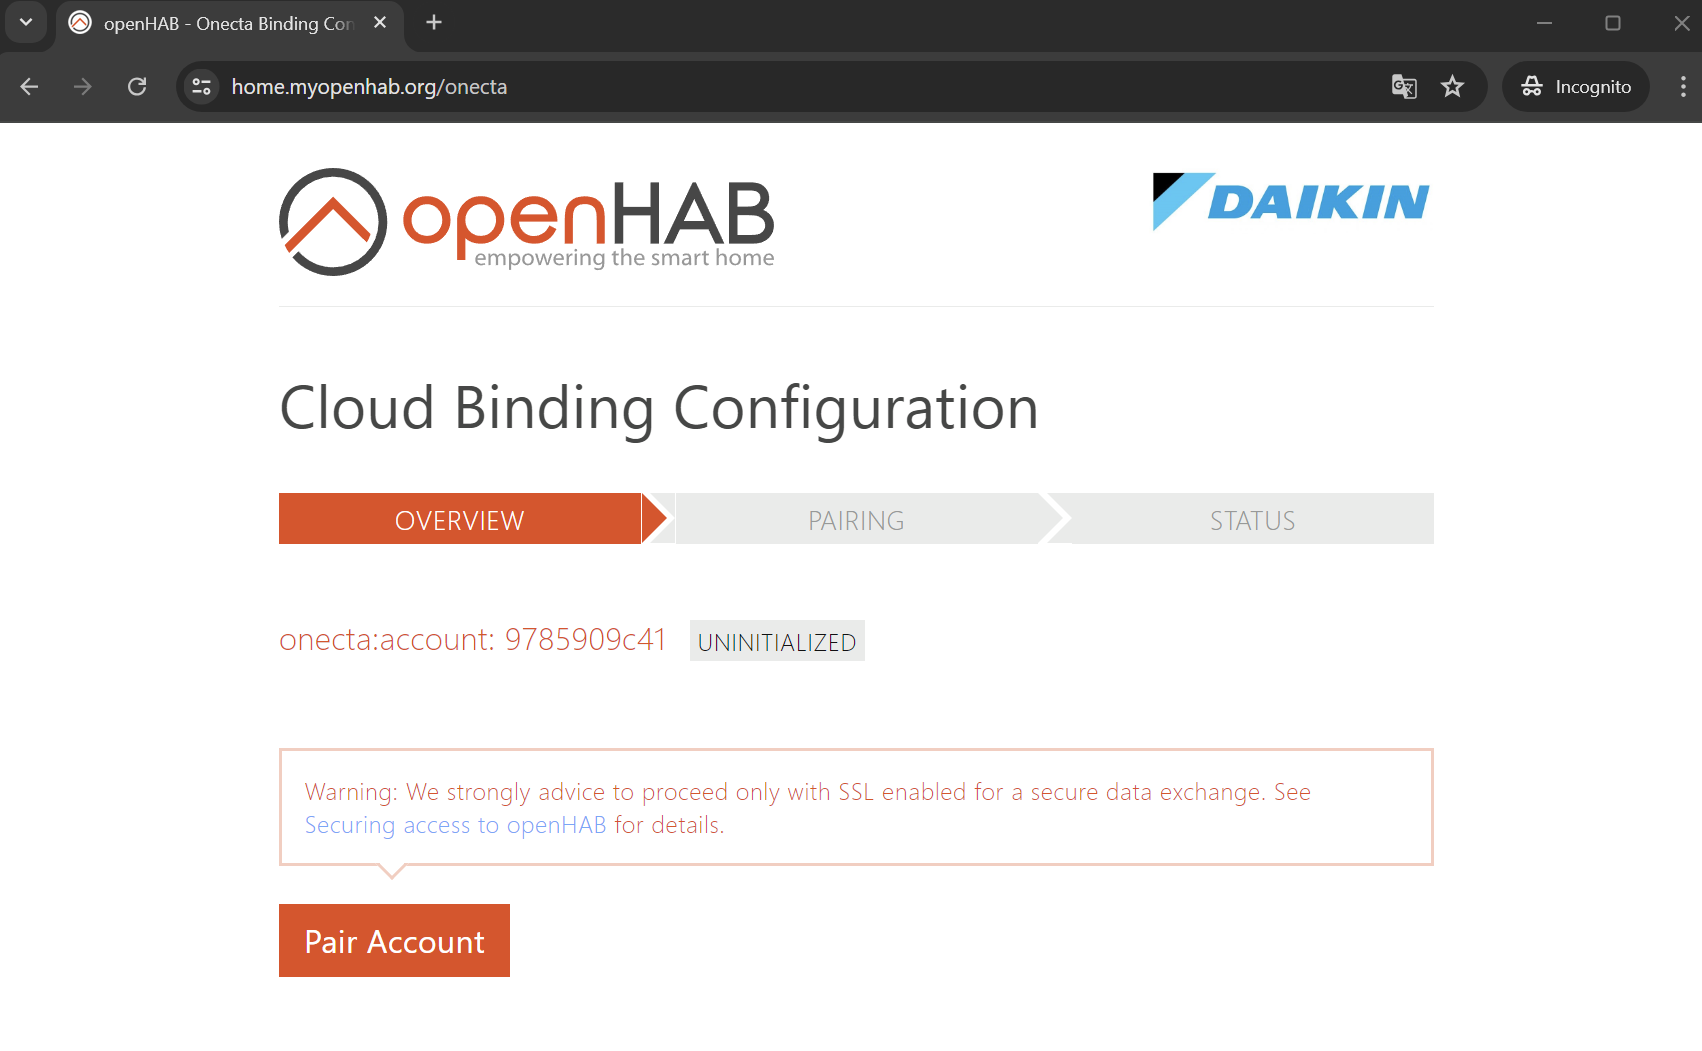 openHAB - Onecta Binding Con
home.myopenhab.org/onecta
Incognito
openHAB
empowering the smart home
DAIKIN
Cloud Binding Configuration
OVERVIEW
PAIRING
STATUS
onecta:account: 9785909c41 UNINITIALIZED
Warning: We strongly advice to proceed only with SSL enabled for a secure data exchange. See
Securing access to openHAB for details.
Pair Account